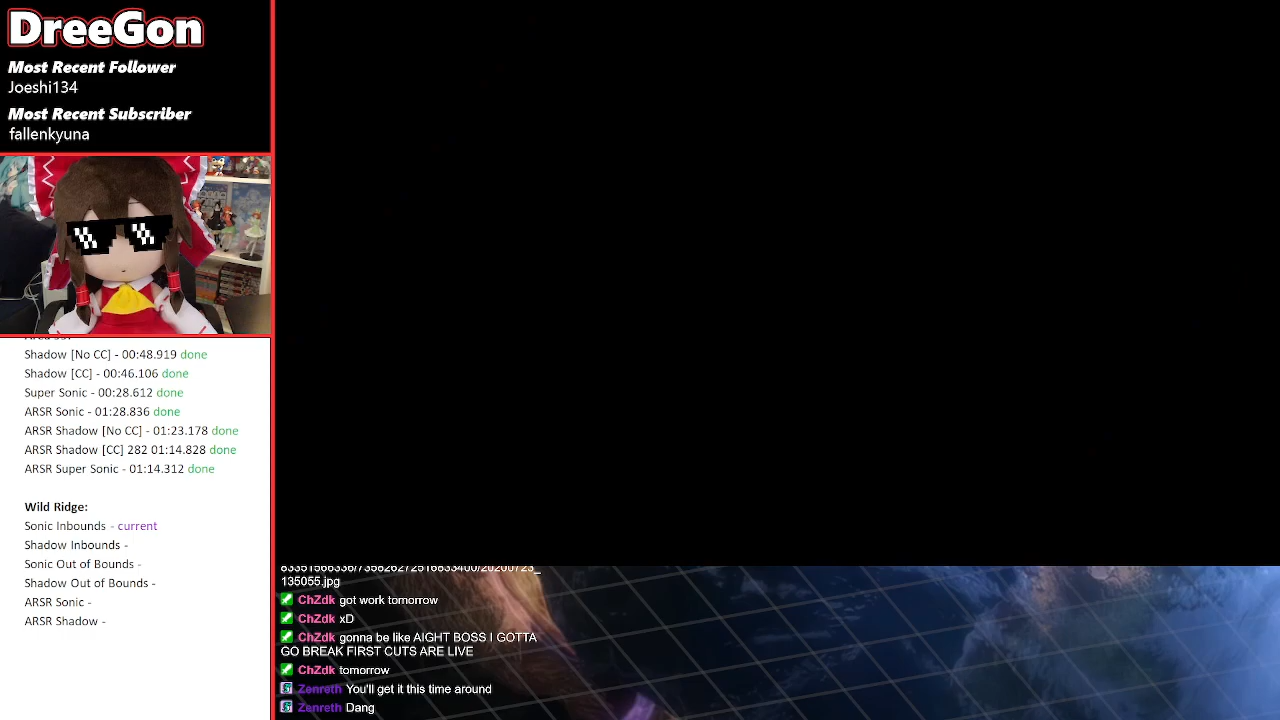 DreeGon
Most Recent Follower
Joeshi134
Most Recent Subscriber
fallenkyuna
Shadow [No CC] - 00:48.919 done
Shadow [CC] - 00:46.106 done
Super Sonic - 00:28.612 done
ARSR Sonic - 01:28.836 done
ARSR Shadow [No CC] - 01:23.178 done
ARSR Shadow [CC] 282 01:14.828 done
ARSR Super Sonic - 01:14.312 done
Wild Ridge:
Sonic Inbounds - current
Shadow Inbounds -
Sonic Out of Bounds -
Shadow Out of Bounds -
ARSR Sonic -
ARSR Shadow -
135055.jpg
ChZdk got work tomorrow
ChZdk xD
ChZdk gonna be like AIGHT BOSS I GOTTA
GO BREAK FIRST CUTS ARE LIVE
ChZdk tomorrow
Zenreth You'll get it this time around
Zenreth Dang